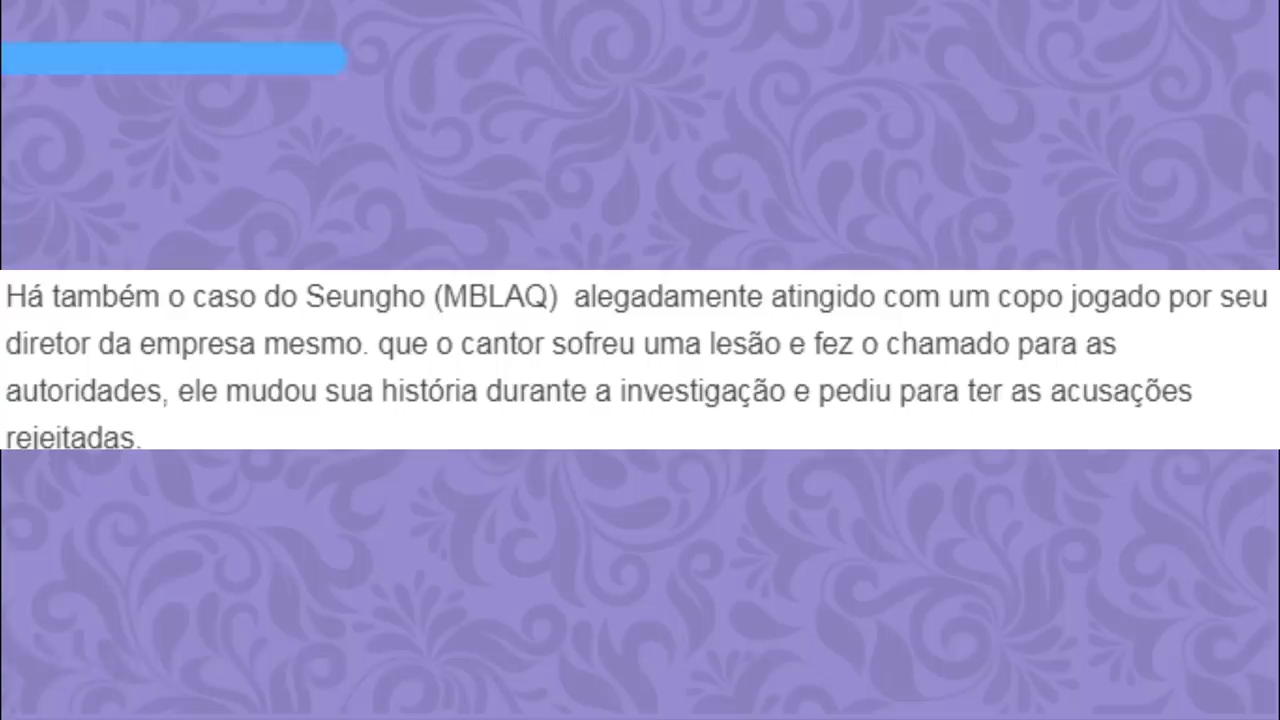 Há também o caso do Seungho (MBLAQ)  alegadamente atingido com um copo jogado por seu
diretor da empresa mesmo. que o cantor sofreu uma lesão e fez o chamado para as
autoridades, ele mudou sua história durante a investigação e pediu para ter as acusações
rejeitadas.